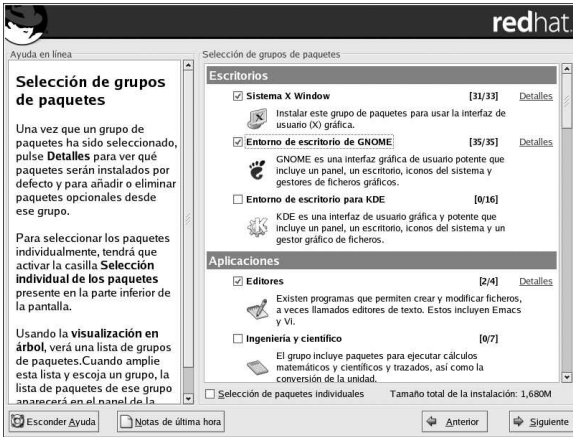 redhat.
Ayuda en línea
Selección de grupos
de paquetes
Una vez que un grupo de
paquetes ha sido seleccionado,
pulse Detalles para ver qué
paquetes serán instalados por
defecto y para añadir o eliminar
paquetes opcionales desde
ese grupo.
Para seleccionar los paquetes
individualmente, tendrá que
activar la casilla Selección
individual de los paquetes
presente en la parte inferior de
la pantalla.
Usando la visualización en
árbol, verá una lista de grupos
de paquetes.Cuando amplie
esta lista y escoja un grupo, la
lista de paquetes de ese grupo
aparecerá en el panel de la
Selección de grupos de paquetes
Escritorios
Sistema X Window [31/33] Detalles
Instalar este grupo de paquetes para usar la interfaz de
usuario (X) gráfica.
Entorno de escritorio de GNOME [35/35] Detalles
GNOME es una interfaz gráfica de usuario potente que
incluye un panel, un escritorio, iconos del sistema y
gestores de ficheros gráficos.
Entorno de escritorio para KDE [0/16]
KDE es una interfaz de usuario gráfica y potente que
incluye un panel, un escritorio, iconos del sistema y un
gestor gráfico de ficheros.
Aplicaciones
Editores [2/4] Detalles
Existen programas que permiten crear y modificar ficheros,
a veces llamados editores de texto. Estos incluyen Emacs
y Vi.
Ingeniería y científico [0/7]
El grupo incluye paquetes para ejecutar cálculos
matemáticos y científicos y trazados, así como la
conversión de la unidad.
Selección de paquetes individuales Tamaño total de la instalación: 1,680M
Esconder Ayuda Notas de última hora Anterior Siguiente